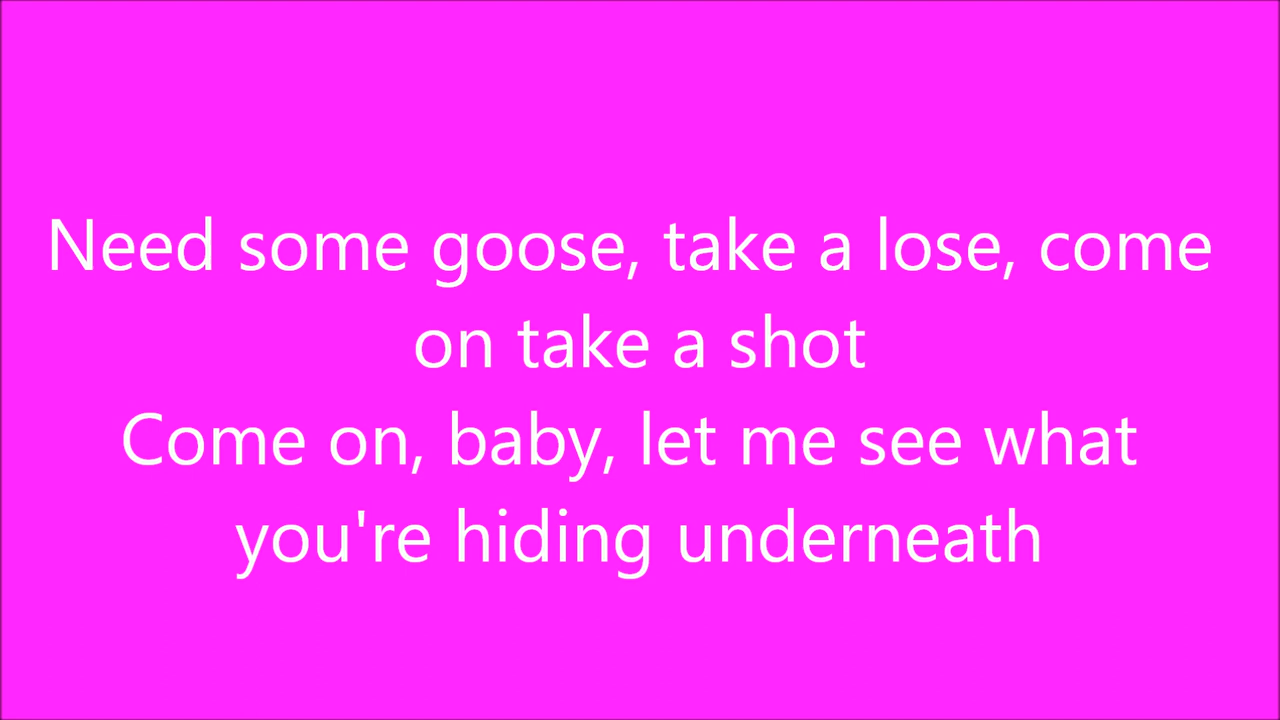 Need some goose, take a lose, come
on take a shot
Come on, baby, let me see what
you're hiding underneath